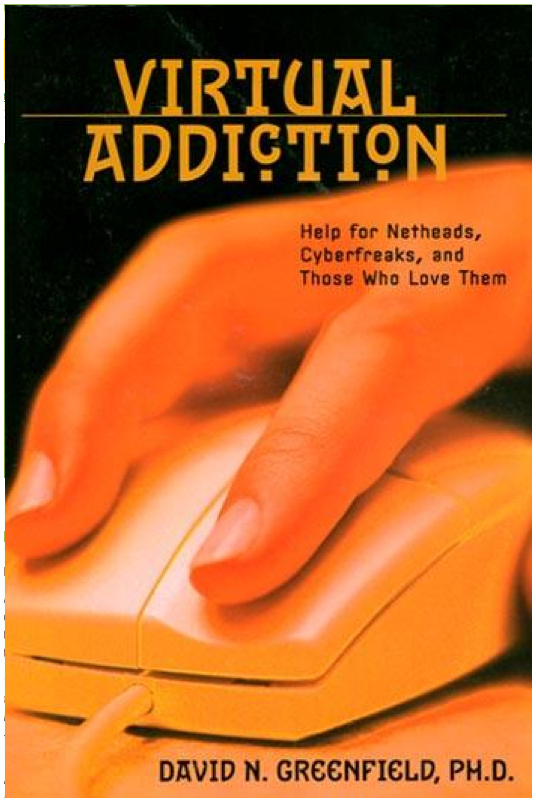 VIRTUAL
ADDICTION
Help for Netheads,
Cyberfreaks, and
Those Who Love Them
DAVID N. GREENFIELD, PH.D.